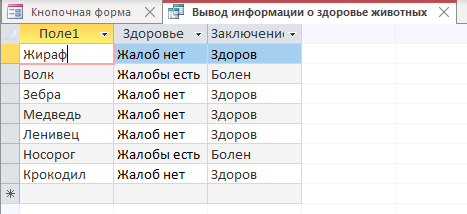 Кнопочная форма Вывод информации о здоровье животных
Поле1 Здоровье Заключение
Жираф Жалоб нет Здоров
Волк Жалобы есть Болен
Зебра Жалоб нет Здоров
Медведь Жалоб нет Здоров
Ленивец Жалоб нет Здоров
Носорог Жалобы есть Болен
Крокодил Жалоб нет Здоров